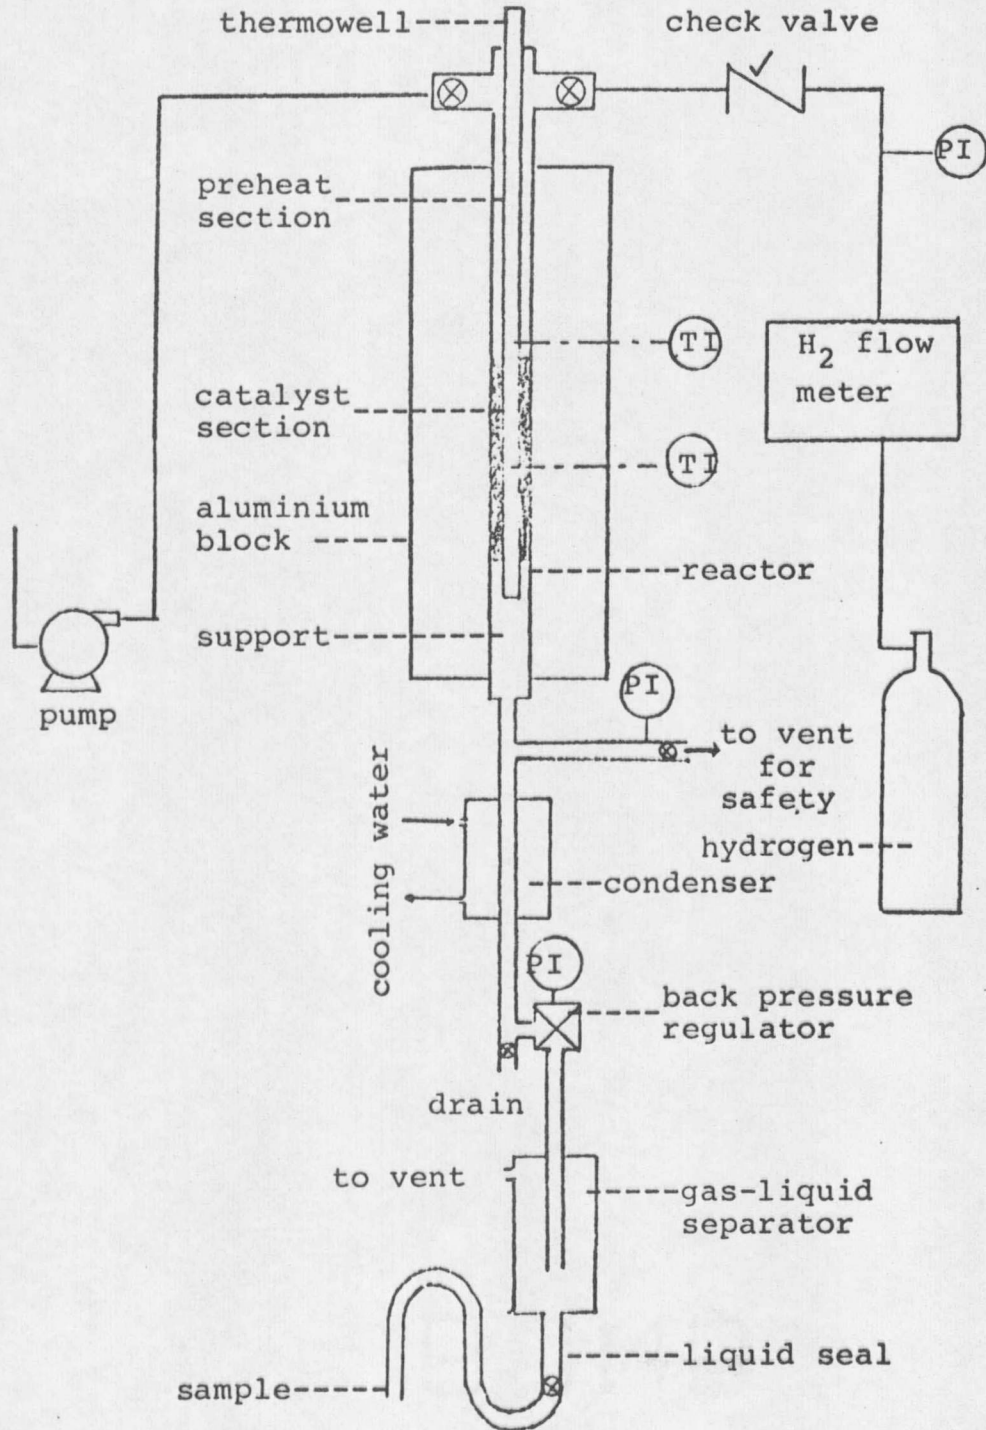 thermowell
check valve
PI
preheat
section
TI
H2 flow
meter
catalyst
section
TI
aluminium
block
reactor
support
PI
pump
to vent
for
safety
cooling water
hydrogen
condenser
PI
back pressure
regulator
drain
to vent
gas-liquid
separator
liquid seal
sample